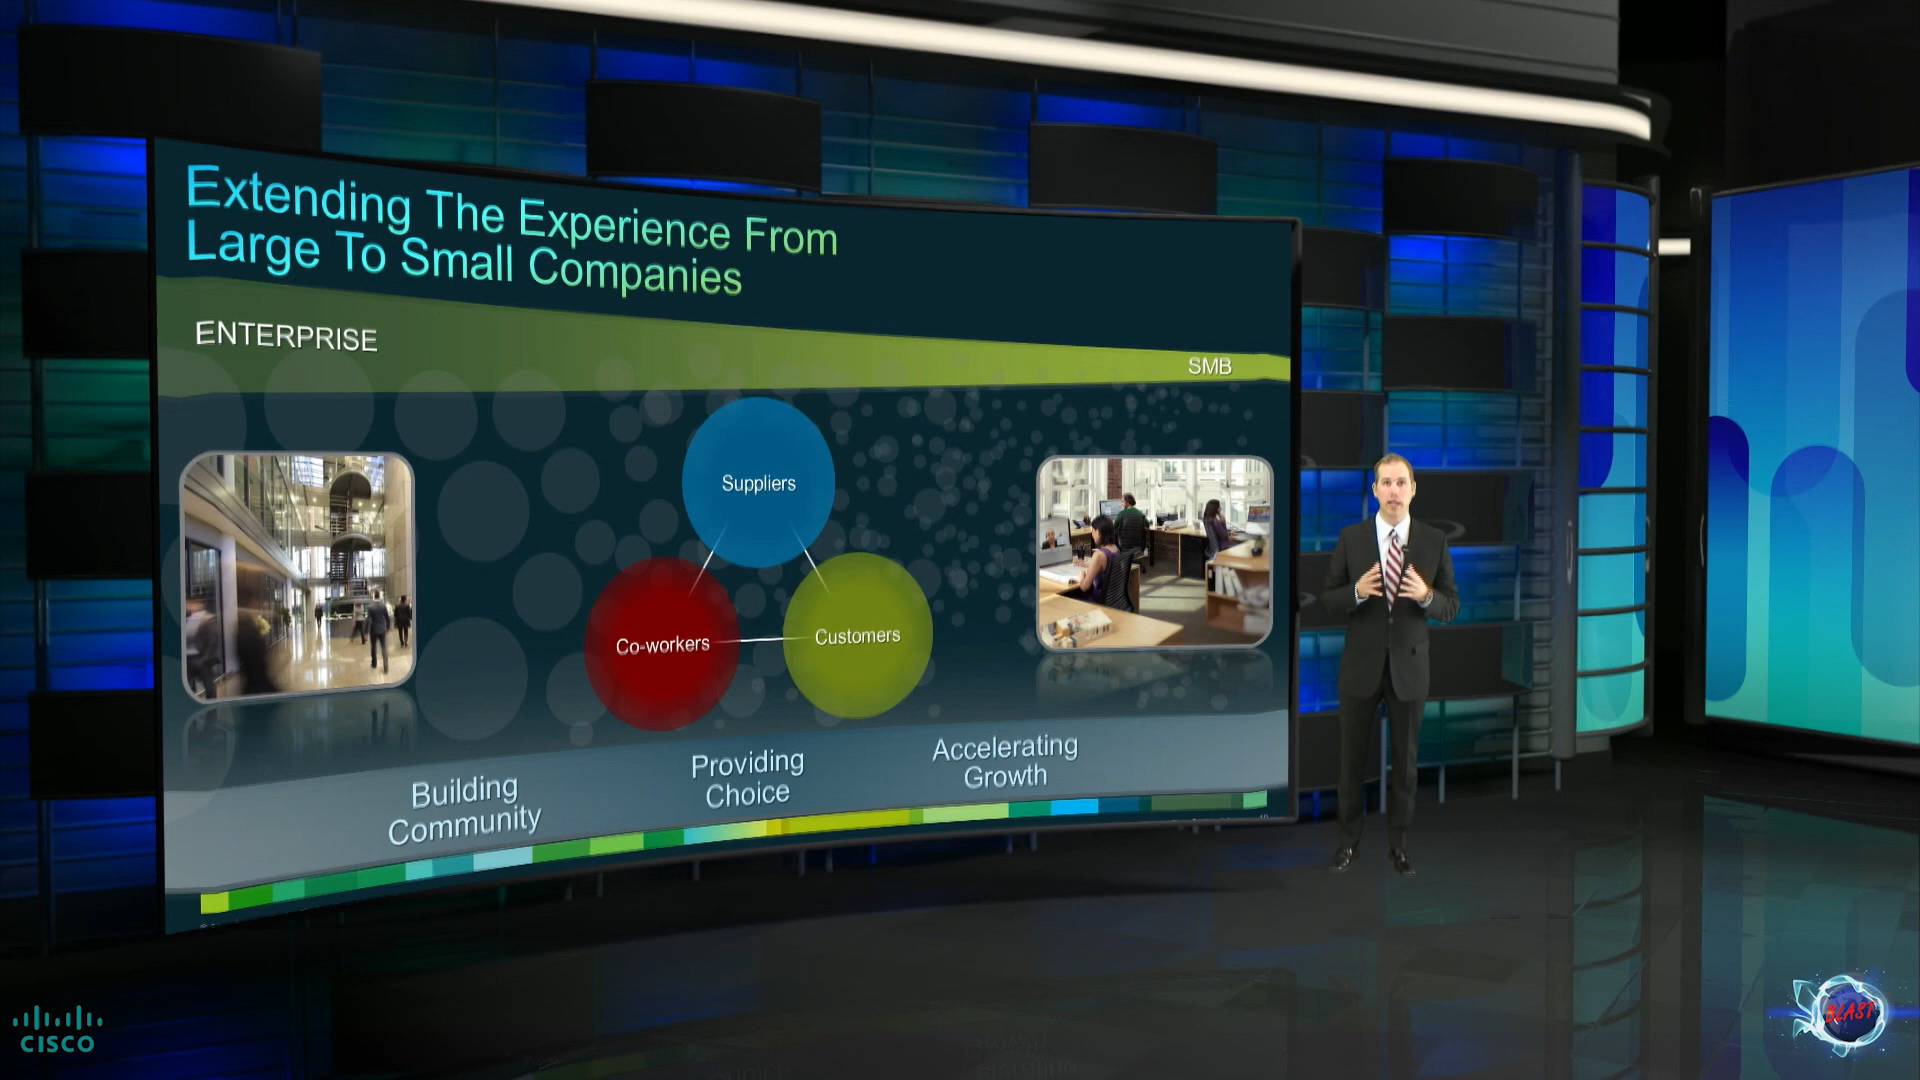 Extending The Experience From
Large To Small Companies
ENTERPRISE
SMB
Suppliers
Co-workers
Customers
Building
Community
Providing
Choice
Accelerating
Growth
CISCO
BLAST